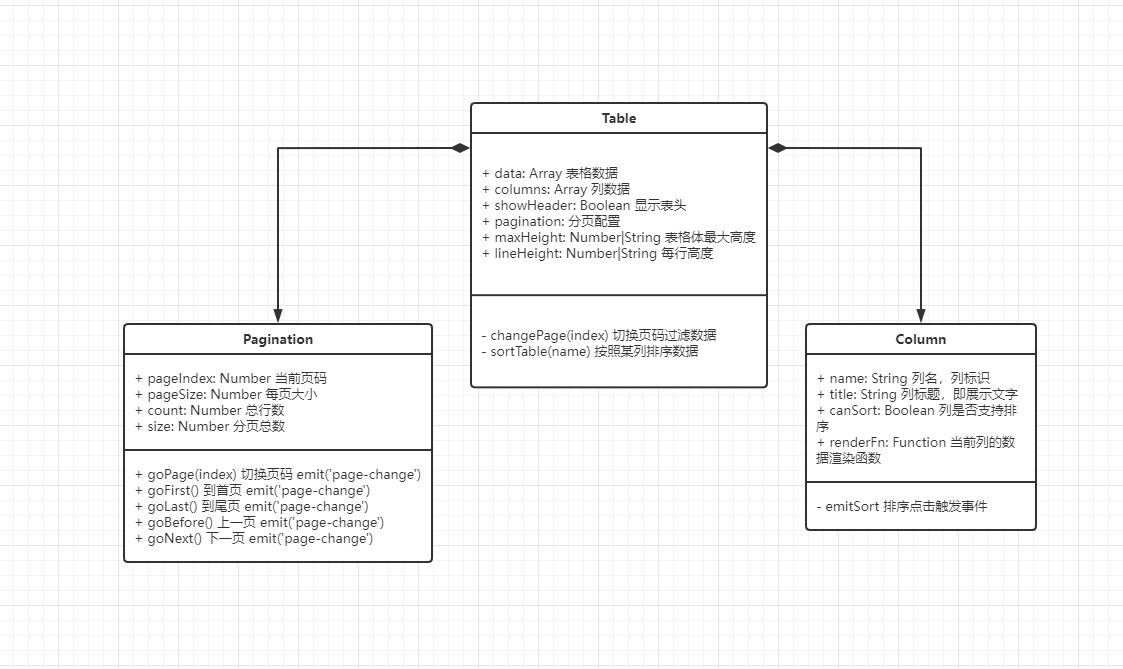 Table
+ data: Array 表格数据
+ columns: Array 列数据
+ showHeader: Boolean 显示表头
+ pagination: 分页配置
+ maxHeight: Number|String 表格体最大高度
+ lineHeight: Number|String 每行高度
- changePage(index) 切换页码过滤数据
- sortTable(name) 按照某列排序数据
Pagination
+ pageIndex: Number 当前页码
+ pageSize: Number 每页大小
+ count: Number 总行数
+ size: Number 分页总数
+ goPage(index) 切换页码 emit('page-change')
+ goFirst() 到首页 emit('page-change')
+ goLast() 到尾页 emit('page-change')
+ goBefore() 上一页 emit('page-change')
+ goNext() 下一页 emit('page-change')
Column
+ name: String 列名，列标识
+ title: String 列标题，即展示文字
+ canSort: Boolean 列是否支持排
序
+ renderFn: Function 当前列的数
据渲染函数
- emitSort 排序点击触发事件